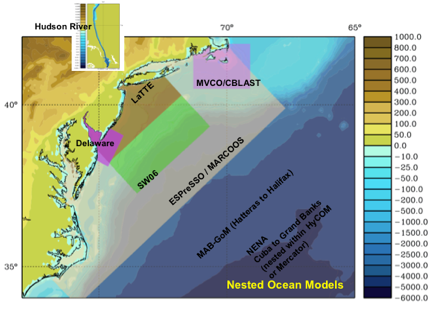 Hudson River
70°
65°
40°
35°
MVCO/CBLAST
LaTTE
Delaware
SW06
ESPreSSO / MARCOOS
MAB-GoM (Hatteras to Halifax)
NENA
Cuba to Grand Banks
(nested within HyCOM
or Mercator)
Nested Ocean Models
1000.0
800.0
700.0
600.0
500.0
400.0
300.0
200.0
100.0
50.0
0.0
-10.0
-25.0
-50.0
-100.0
-200.0
-500.0
-1000.0
-1500.0
-2000.0
-2500.0
-3000.0
-4000.0
-5000.0
-6000.0